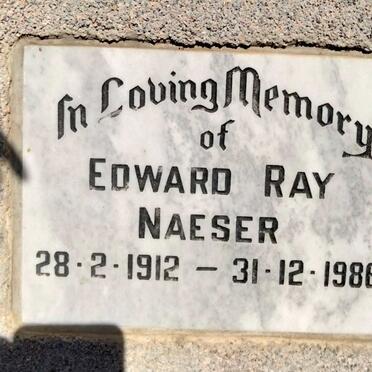 In Loving Memory
of
EDWARD RAY
NAESER
28·2·1912 — 31·12·1986